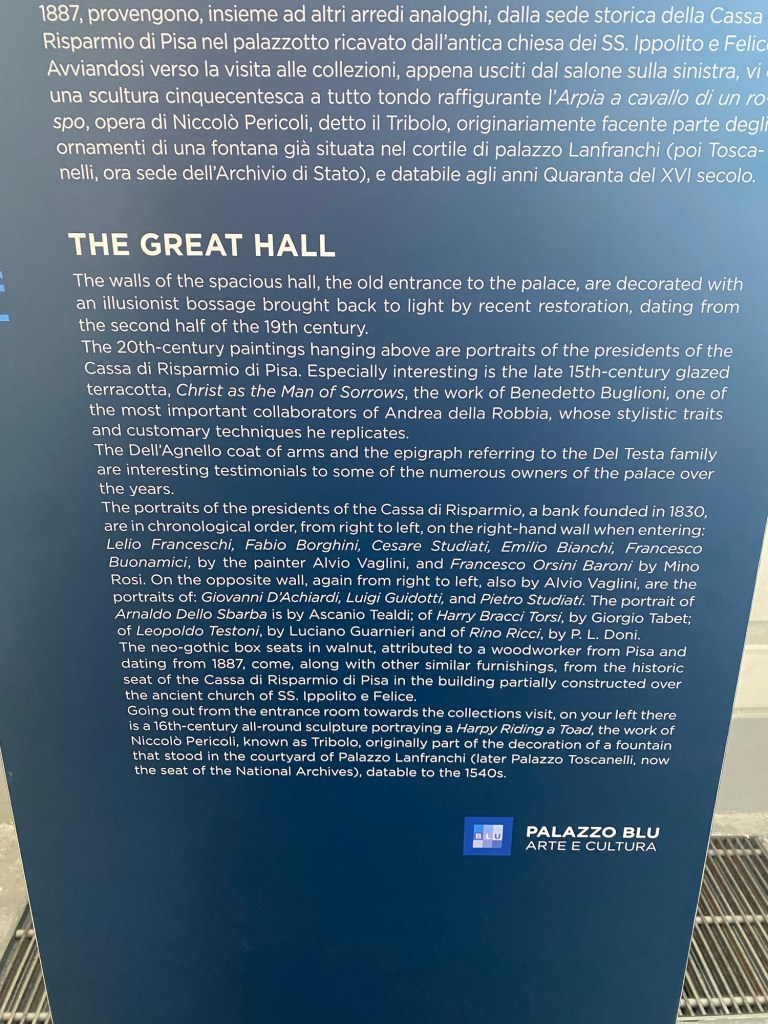 1887, provengono, insieme ad altri arredi analoghi, dalla sede storica della Cassa
Risparmio di Pisa nel palazzotto ricavato dall'antica chiesa dei SS. Ippolito e Felice
Avviandosi verso la visita alle collezioni, appena usciti dal salone sulla sinistra, vi
una scultura cinquecentesca a tutto tondo raffigurante l'Arpia a cavallo di un ro-
spo, opera di Niccolò Pericoli, detto il Tribolo, originariamente facente parte degli
ornamenti di una fontana già situata nel cortile di palazzo Lanfranchi (poi Tosca-
nelli, ora sede dell'Archivio di Stato), e databile agli anni Quaranta del XVI secolo.
THE GREAT HALL
The walls of the spacious hall, the old entrance to the palace, are decorated with
an illusionist bossage brought back to light by recent restoration, dating from
the second half of the 19th century.
The 20th-century paintings hanging above are portraits of the presidents of the
Cassa di Risparmio di Pisa. Especially interesting is the late 15th-century glazed
terracotta, Christ as the Man of Sorrows, the work of Benedetto Buglioni, one of
the most important collaborators of Andrea della Robbia, whose stylistic traits
and customary techniques he replicates.
The Dell'Agnello coat of arms and the epigraph referring to the Del Testa family
are interesting testimonials to some of the numerous owners of the palace over
the years.
The portraits of the presidents of the Cassa di Risparmio, a bank founded in 1830,
are in chronological order, from right to left, on the right-hand wall when entering:
Lelio Franceschi, Fabio Borghini, Cesare Studiati, Emilio Bianchi, Francesco
Buonamici, by the painter Alvio Vaglini, and Francesco Orsini Baroni by Mino
Rosi. On the opposite wall, again from right to left, also by Alvio Vaglini, are the
portraits of: Giovanni D'Achiardi, Luigi Guidotti, and Pietro Studiati. The portrait of
Arnaldo Dello Sbarba is by Ascanio Tealdi; of Harry Bracci Torsi, by Giorgio Tabet;
of Leopoldo Testoni, by Luciano Guarnieri and of Rino Ricci, by P. L. Doni.
The neo-gothic box seats in walnut, attributed to a woodworker from Pisa and
dating from 1887, come, along with other similar furnishings, from the historic
seat of the Cassa di Risparmio di Pisa in the building partially constructed over
the ancient church of SS. Ippolito e Felice.
Going out from the entrance room towards the collections visit, on your left there
is a 16th-century all-round sculpture portraying a Harpy Riding a Toad, the work of
Niccolò Pericoli, known as Tribolo, originally part of the decoration of a fountain
that stood in the courtyard of Palazzo Lanfranchi (later Palazzo Toscanelli, now
the seat of the National Archives), datable to the 1540s.
BLU
PALAZZO BLU
ARTE E CULTURA